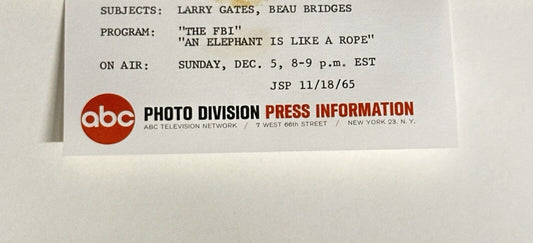 SUBJECTS: LARRY GATES, BEAU BRIDGES
PROGRAM: "THE FBI"
"AN ELEPHANT IS LIKE A ROPE"
ON AIR: SUNDAY, DEC. 5, 8-9 p.m. EST
JSP 11/18/65
abc PHOTO DIVISION PRESS INFORMATION
ABC TELEVISION NETWORK / 7 WEST 66th STREET / NEW YORK 23, N.Y.